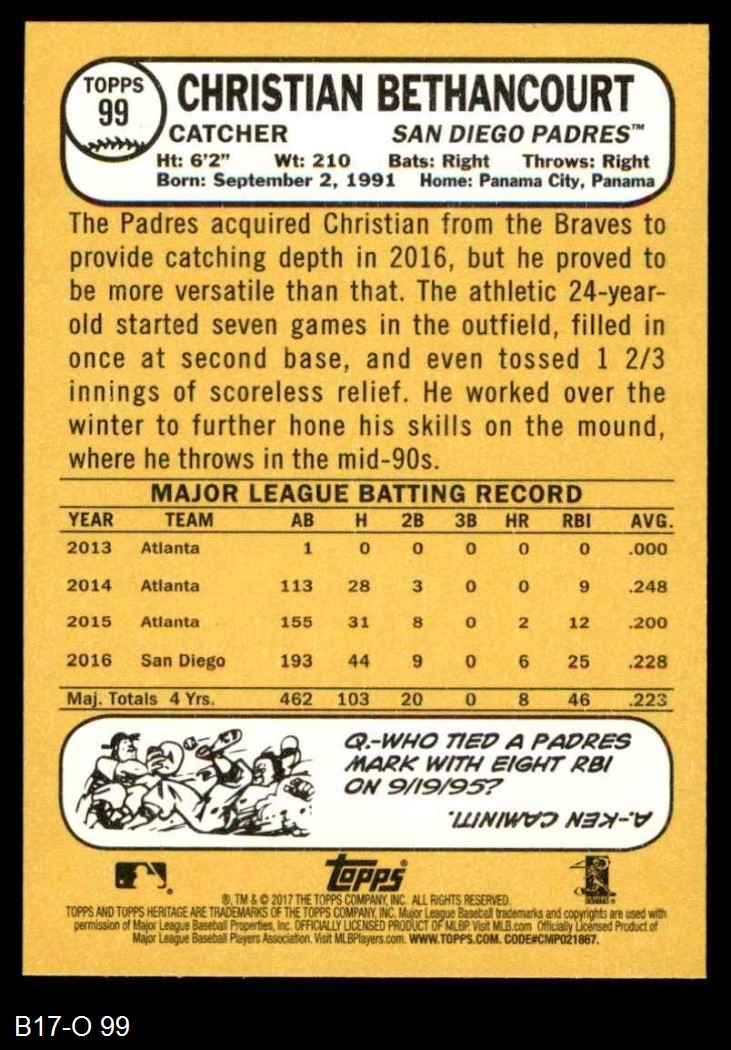 TOPPS
99
CHRISTIAN BETHANCOURT
CATCHER SAN DIEGO PADRES™
Ht: 6'2" Wt: 210 Bats: Right Throws: Right
Born: September 2, 1991 Home: Panama City, Panama
The Padres acquired Christian from the Braves to
provide catching depth in 2016, but he proved to
be more versatile than that. The athletic 24-year-
old started seven games in the outfield, filled in
once at second base, and even tossed 1 2/3
innings of scoreless relief. He worked over the
winter to further hone his skills on the mound,
where he throws in the mid-90s.
MAJOR LEAGUE BATTING RECORD
YEAR TEAM AB H 2B 3B HR RBI AVG.
2013 Atlanta 1 0 0 0 0 0 .000
2014 Atlanta 113 28 3 0 0 9 .248
2015 Atlanta 155 31 8 0 2 12 .200
2016 San Diego 193 44 9 0 6 25 .228
Maj. Totals 4 Yrs. 462 103 20 0 8 46 .223
Q.-WHO TIED A PADRES
MARK WITH EIGHT RBI
ON 9/19/95?
A.-KEN CAMINITI.
topps®
®, TM & © 2017 THE TOPPS COMPANY, INC. ALL RIGHTS RESERVED.
TOPPS AND TOPPS HERITAGE ARE TRADEMARKS OF THE TOPPS COMPANY, INC. Major League Baseball trademarks and copyrights are used with
permission of Major League Baseball Properties, Inc. OFFICIALLY LICENSED PRODUCT OF MLBP. Visit MLB.com Officially Licensed Product of
Major League Baseball Players Association. Visit MLBPlayers.com. WWW.TOPPS.COM. CODE#CMP021867.
B17-O 99